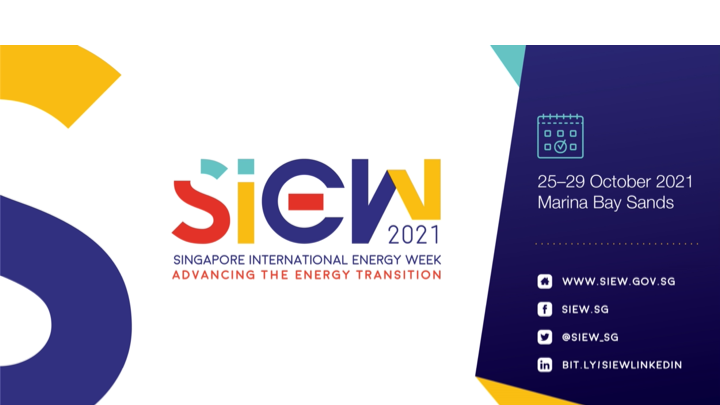 SiEW
2021
SINGAPORE INTERNATIONAL ENERGY WEEK
ADVANCING THE ENERGY TRANSITION
25–29 October 2021
Marina Bay Sands
WWW.SIEW.GOV.SG
SIEW.SG
@SIEW_SG
BIT.LY/SIEWLINKEDIN